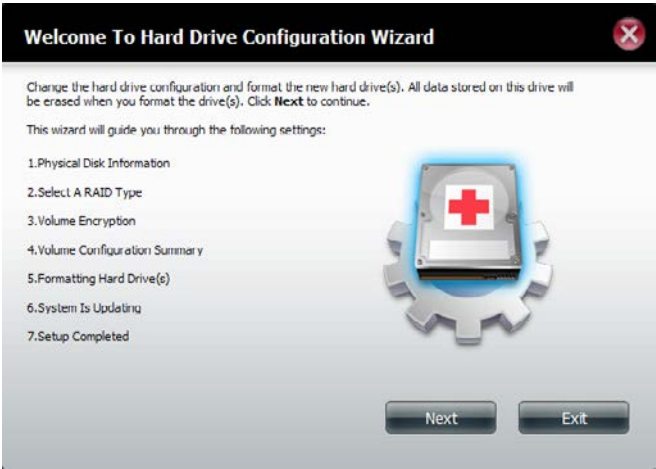 Welcome To Hard Drive Configuration Wizard
Change the hard drive configuration and format the new hard drive(s). All data stored on this drive will
be erased when you format the drive(s). Click Next to continue.
This wizard will guide you through the following settings:
1.Physical Disk Information
2.Select A RAID Type
3.Volume Encryption
4.Volume Configuration Summary
5.Formatting Hard Drive(s)
6.System Is Updating
7.Setup Completed
Next Exit